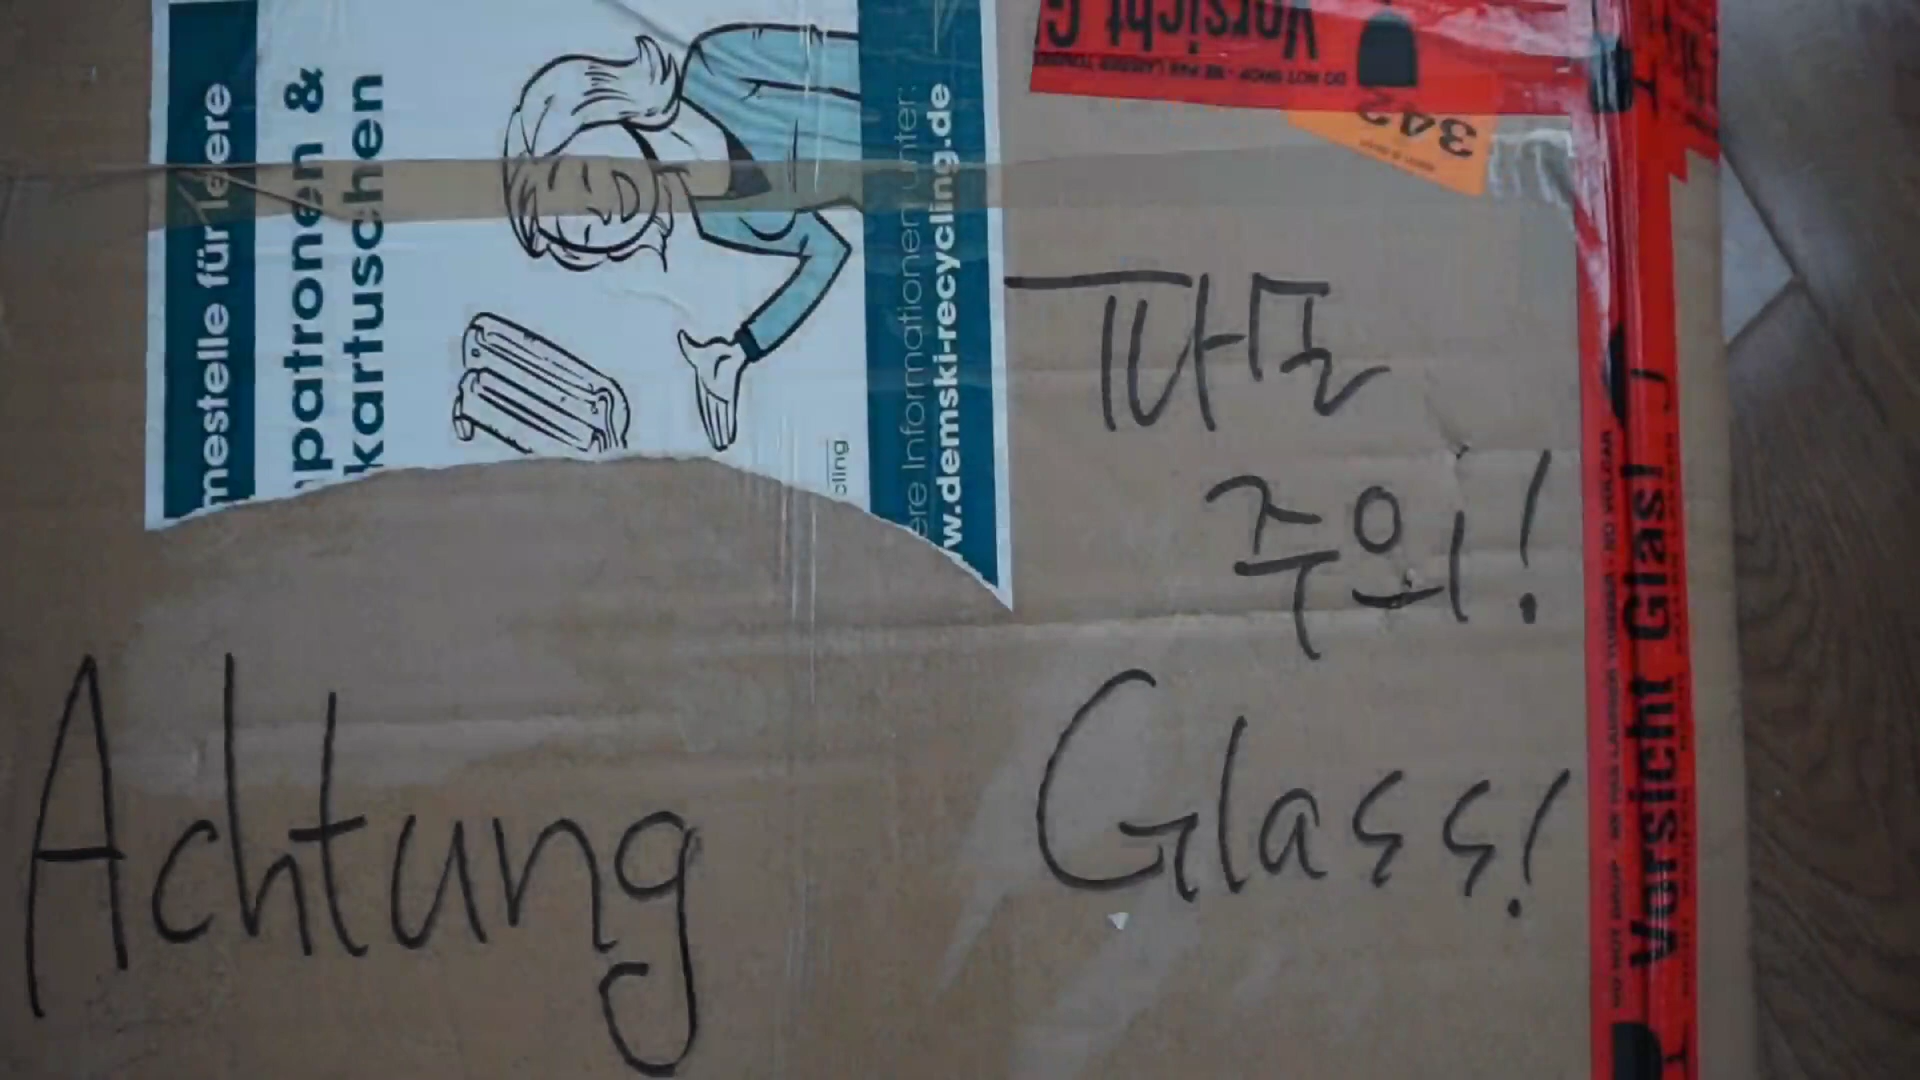 mestelle für leere
patronen &
kartuschen
ere Informationen unter:
w.demski-recycling.de
cling
Vorsicht G
342
파손
주의!
Glass!
Achtung
Vorsicht Glas!